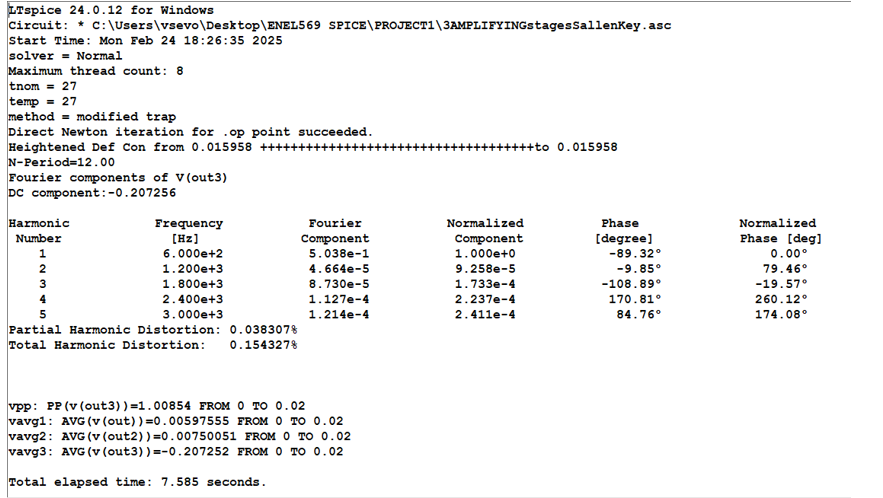 LTspice 24.0.12 for Windows
Circuit: * C:\Users\vsevo\Desktop\ENEL569 SPICE\PROJECT1\3AMPLIFYINGstagesSallenKey.asc
Start Time: Mon Feb 24 18:26:35 2025
solver = Normal
Maximum thread count: 8
tnom = 27
temp = 27
method = modified trap
Direct Newton iteration for .op point succeeded.
Heightened Def Con from 0.015958 ++++++++++++++++++++++++++++++++++++to 0.015958
N-Period=12.00
Fourier components of V(out3)
DC component:-0.207256
Harmonic Frequency Fourier Normalized Phase Normalized
Number [Hz] Component Component [degree] Phase [deg]
1 6.000e+2 5.038e-1 1.000e+0 -89.32° 0.00°
2 1.200e+3 4.664e-5 9.258e-5 -9.85° 79.46°
3 1.800e+3 8.730e-5 1.733e-4 -108.89° -19.57°
4 2.400e+3 1.127e-4 2.237e-4 170.81° 260.12°
5 3.000e+3 1.214e-4 2.411e-4 84.76° 174.08°
Partial Harmonic Distortion: 0.038307%
Total Harmonic Distortion: 0.154327%
vpp: PP(v(out3))=1.00854 FROM 0 TO 0.02
vavg1: AVG(v(out))=0.00597555 FROM 0 TO 0.02
vavg2: AVG(v(out2))=0.00750051 FROM 0 TO 0.02
vavg3: AVG(v(out3))=-0.207252 FROM 0 TO 0.02
Total elapsed time: 7.585 seconds.